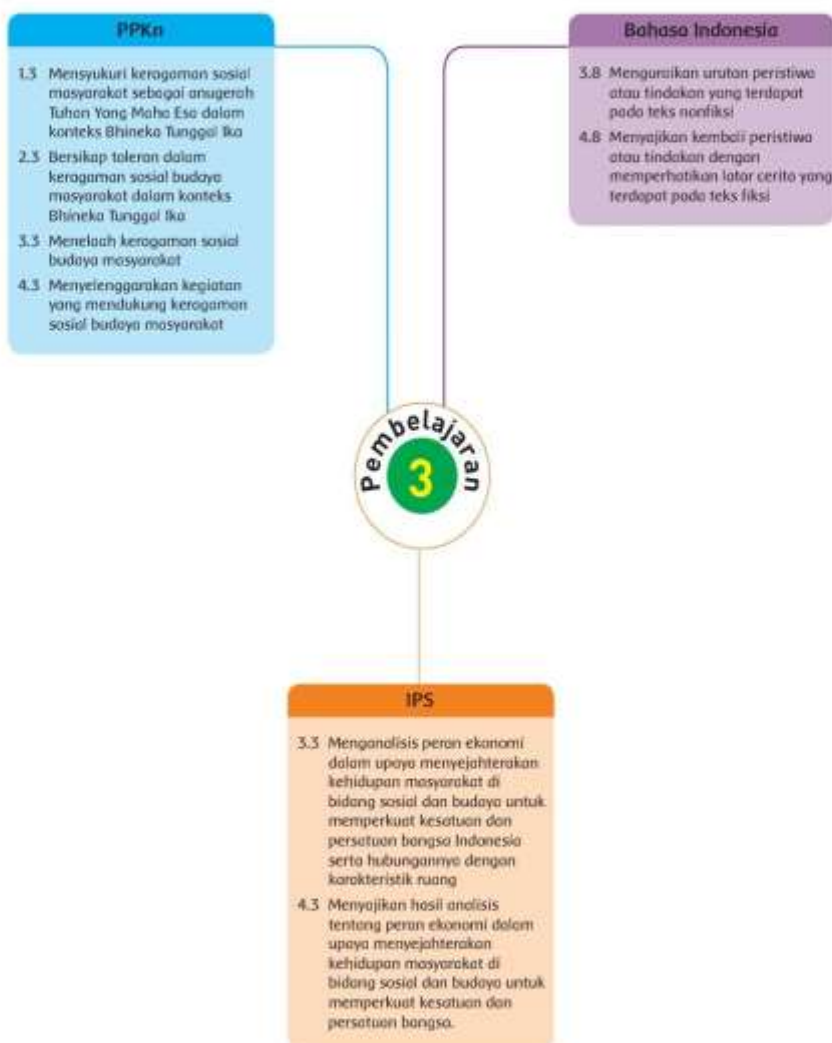 PPKn
1.3 Mensyukuri keragaman sosial
masyarakat sebagai anugerah
Tuhan Yang Maha Esa dalam
konteks Bhineka Tunggal Ika
2.3 Bersikap toleran dalam
keragaman sosial budaya
masyarakat dalam konteks
Bhineka Tunggal Ika
3.3 Menelaah keragaman sosial
budaya masyarakat
4.3 Menyelenggarakan kegiatan
yang mendukung keragaman
sosial budaya masyarakat
Bahasa Indonesia
3.8 Menguraikan urutan peristiwa
atau tindakan yang terdapat
pada teks nonfiksi
4.8 Menyajikan kembali peristiwa
atau tindakan dengan
memperhatikan latar cerita yang
terdapat pada teks fiksi
Pembelajaran
3
IPS
3.3 Menganalisis peran ekonomi
dalam upaya menyejahterakan
kehidupan masyarakat di
bidang sosial dan budaya untuk
memperkuat kesatuan dan
persatuan bangsa Indonesia
serta hubungannya dengan
karakteristik ruang
4.3 Menyajikan hasil analisis
tentang peran ekonomi dalam
upaya menyejahterakan
kehidupan masyarakat di
bidang sosial dan budaya untuk
memperkuat kesatuan dan
persatuan bangsa.